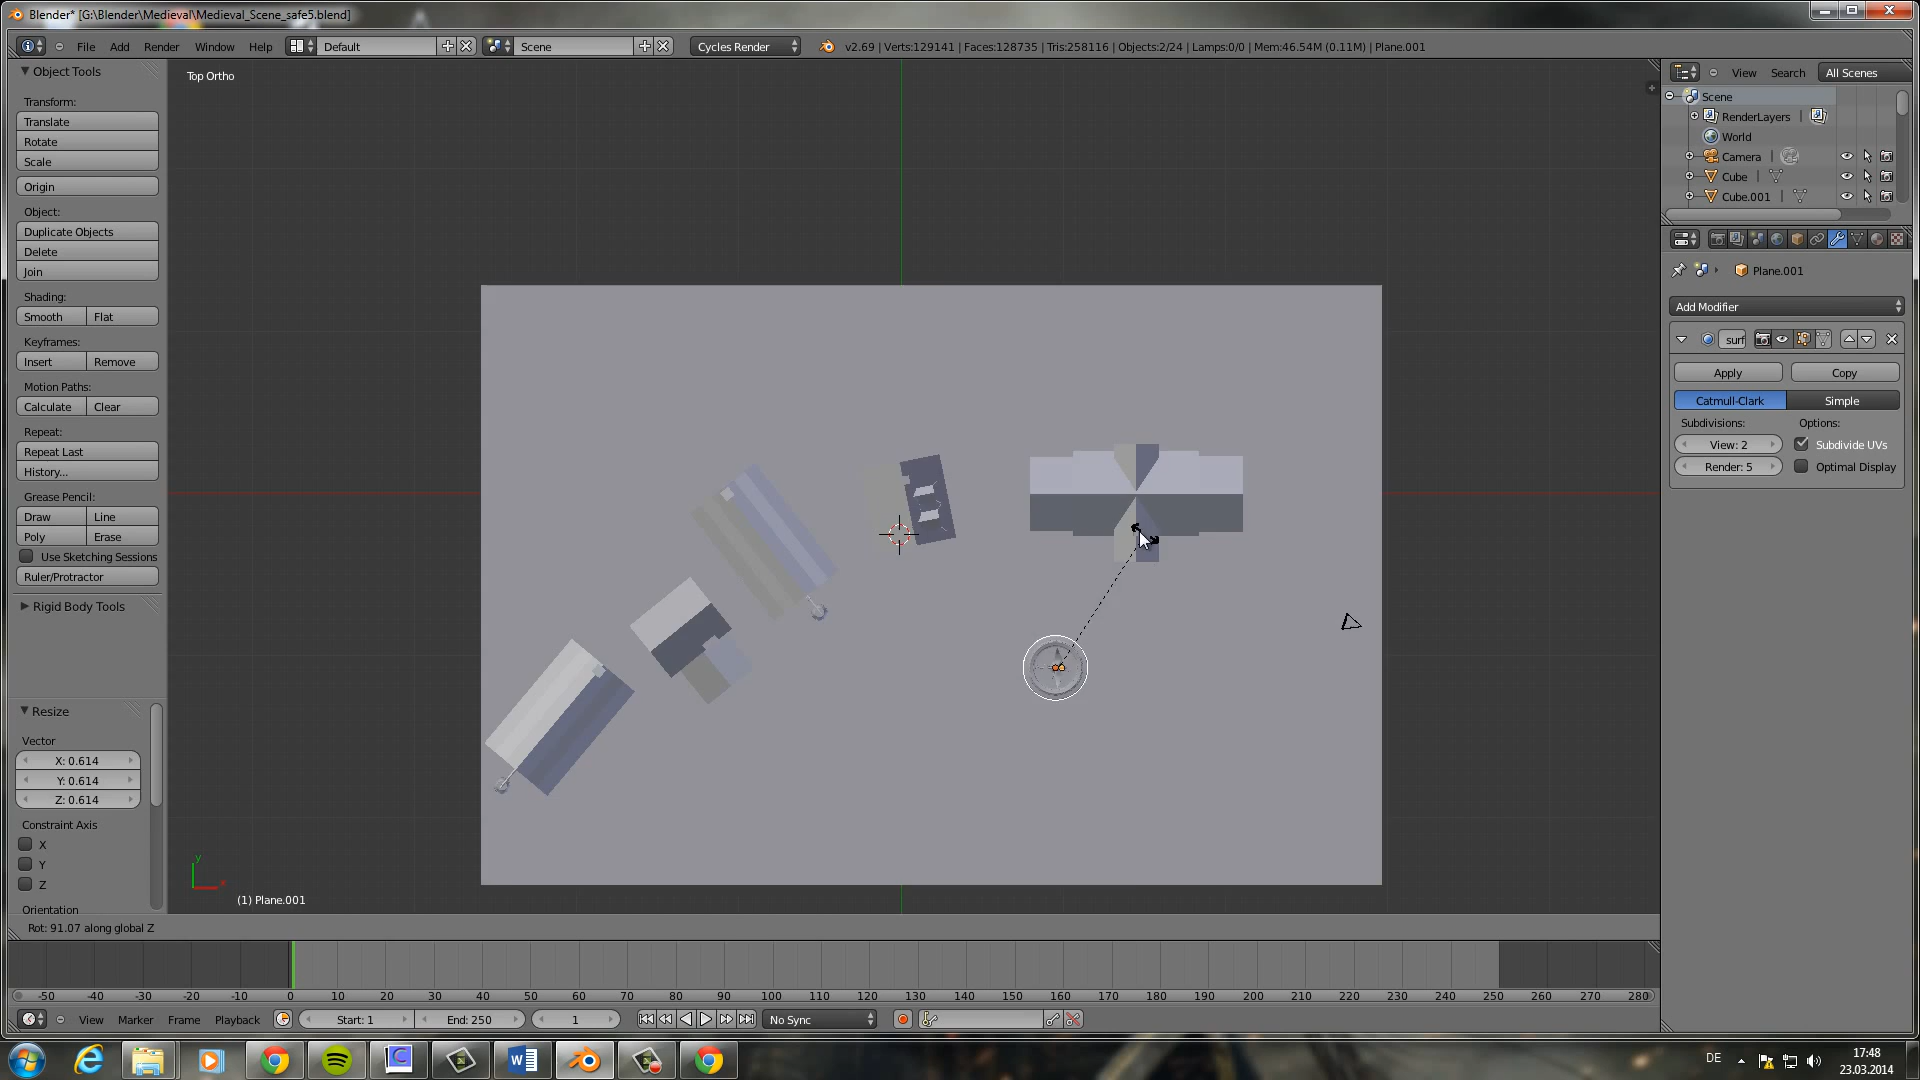 Blender* [G:\Blender\Medieval\Medieval_Scene_safe5.blend]
File Add Render Window Help Default Scene Cycles Render v2.69 | Verts:129141 | Faces:128735 | Tris:258116 | Objects:2/24 | Lamps:0/0 | Mem:46.54M (0.11M) | Plane.001
Object Tools
Transform:
Translate
Rotate
Scale
Origin
Object:
Duplicate Objects
Delete
Join
Shading:
Smooth Flat
Keyframes:
Insert Remove
Motion Paths:
Calculate Clear
Repeat:
Repeat Last
History...
Grease Pencil:
Draw Line
Poly Erase
Use Sketching Sessions
Ruler/Protractor
Rigid Body Tools
Resize
Vector
X: 0.614
Y: 0.614
Z: 0.614
Constraint Axis
X
Y
Z
Orientation
Top Ortho
y
x
(1) Plane.001
Rot: 91.07 along global Z
View Search All Scenes
Scene
RenderLayers
World
Camera
Cube
Cube.001
Plane.001
Add Modifier
surf
Apply Copy
Catmull-Clark Simple
Subdivisions: Options:
View: 2 Subdivide UVs
Render: 5 Optimal Display
-50 -40 -30 -20 -10 0 10 20 30 40 50 60 70 80 90 100 110 120 130 140 150 160 170 180 190 200 210 220 230 240 250 260 270 280
View Marker Frame Playback Start: 1 End: 250 1 No Sync
DE 17:48
23.03.2014